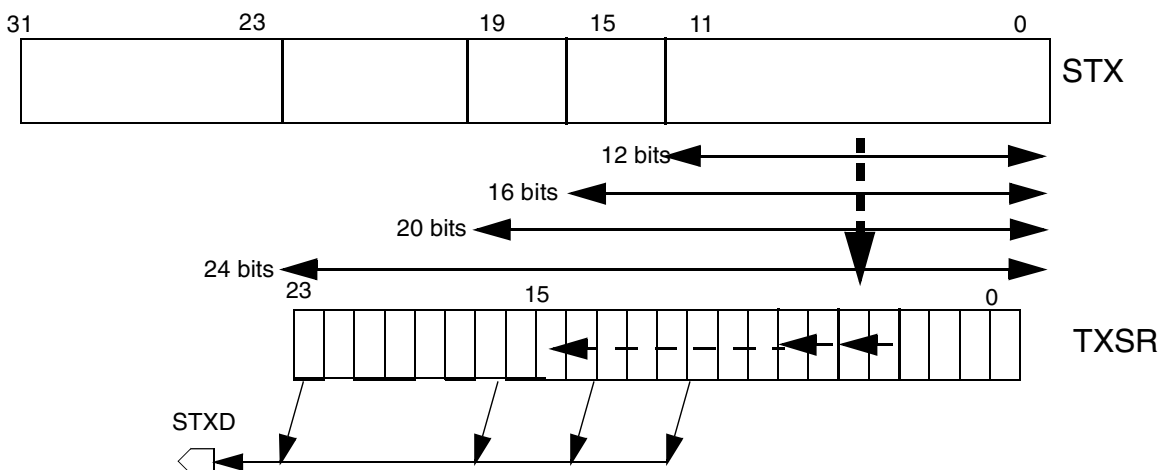 31 23 19 15 11 0
STX
12 bits
16 bits
20 bits
24 bits
23 15 0
TXSR
STXD